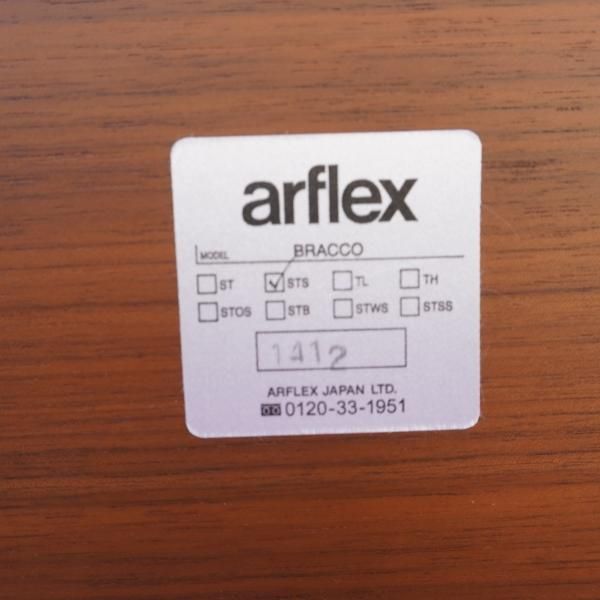 arflex
MODEL BRACCO
☐ ST ☑ STS ☐ TL ☐ TH
☐ STOS ☐ STB ☐ STWS ☐ STSS
1412
ARFLEX JAPAN LTD.
0120-33-1951